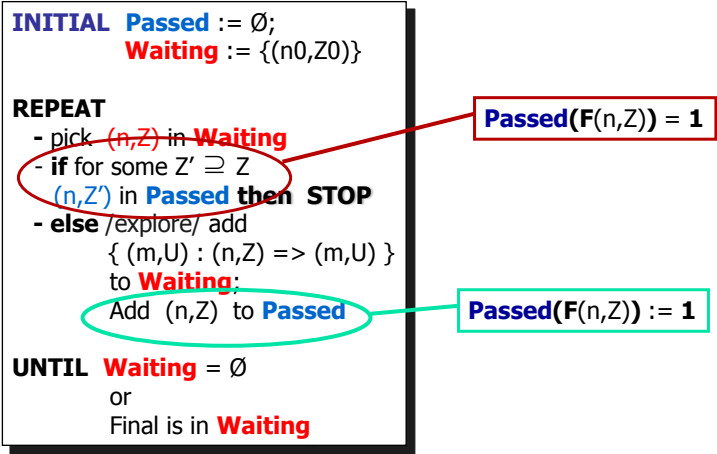 INITIAL Passed := Ø;
Waiting := {(n0,Z0)}
REPEAT
- pick (n,Z) in Waiting
- if for some Z’ ⊇ Z
(n,Z’) in Passed then STOP
- else /explore/ add
{ (m,U) : (n,Z) => (m,U) }
to Waiting;
Add (n,Z) to Passed
UNTIL Waiting = Ø
or
Final is in Waiting
Passed(F(n,Z)) = 1
Passed(F(n,Z)) := 1